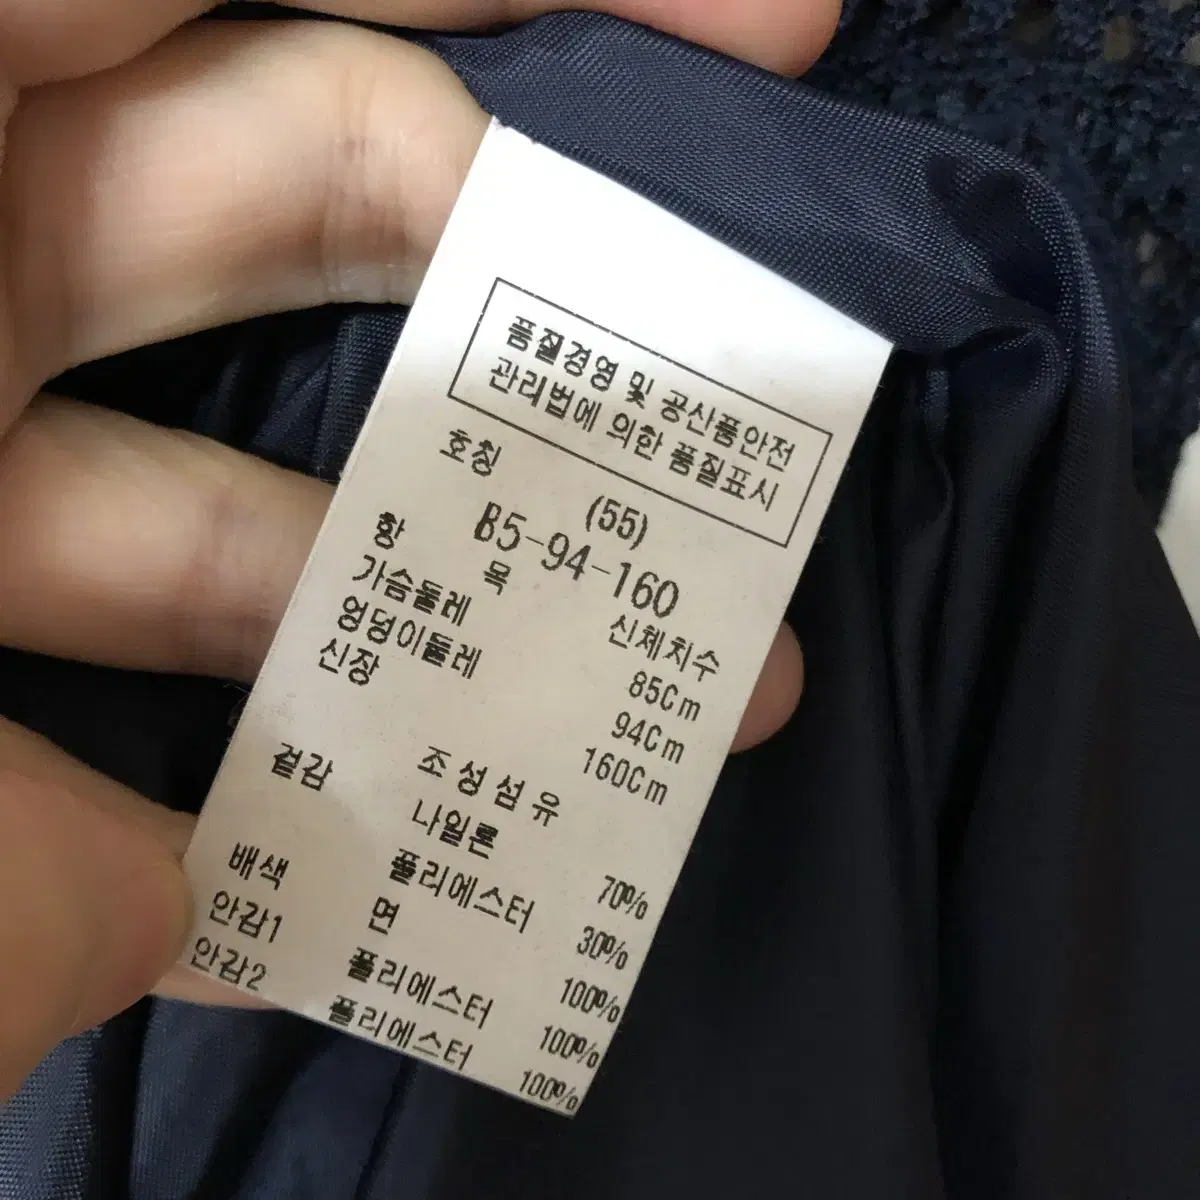 품질경영 및 공산품안전
관리법에 의한 품질표시
호칭
(55)
85-94-160
항 목 신체치수
가슴둘레 85Cm
엉덩이둘레 94Cm
신장 160Cm
조 성 섬 유
겉감 나일론 70%
폴리에스터 30%
배색 면 100%
안감1 폴리에스터 100%
안감2 폴리에스터 100%